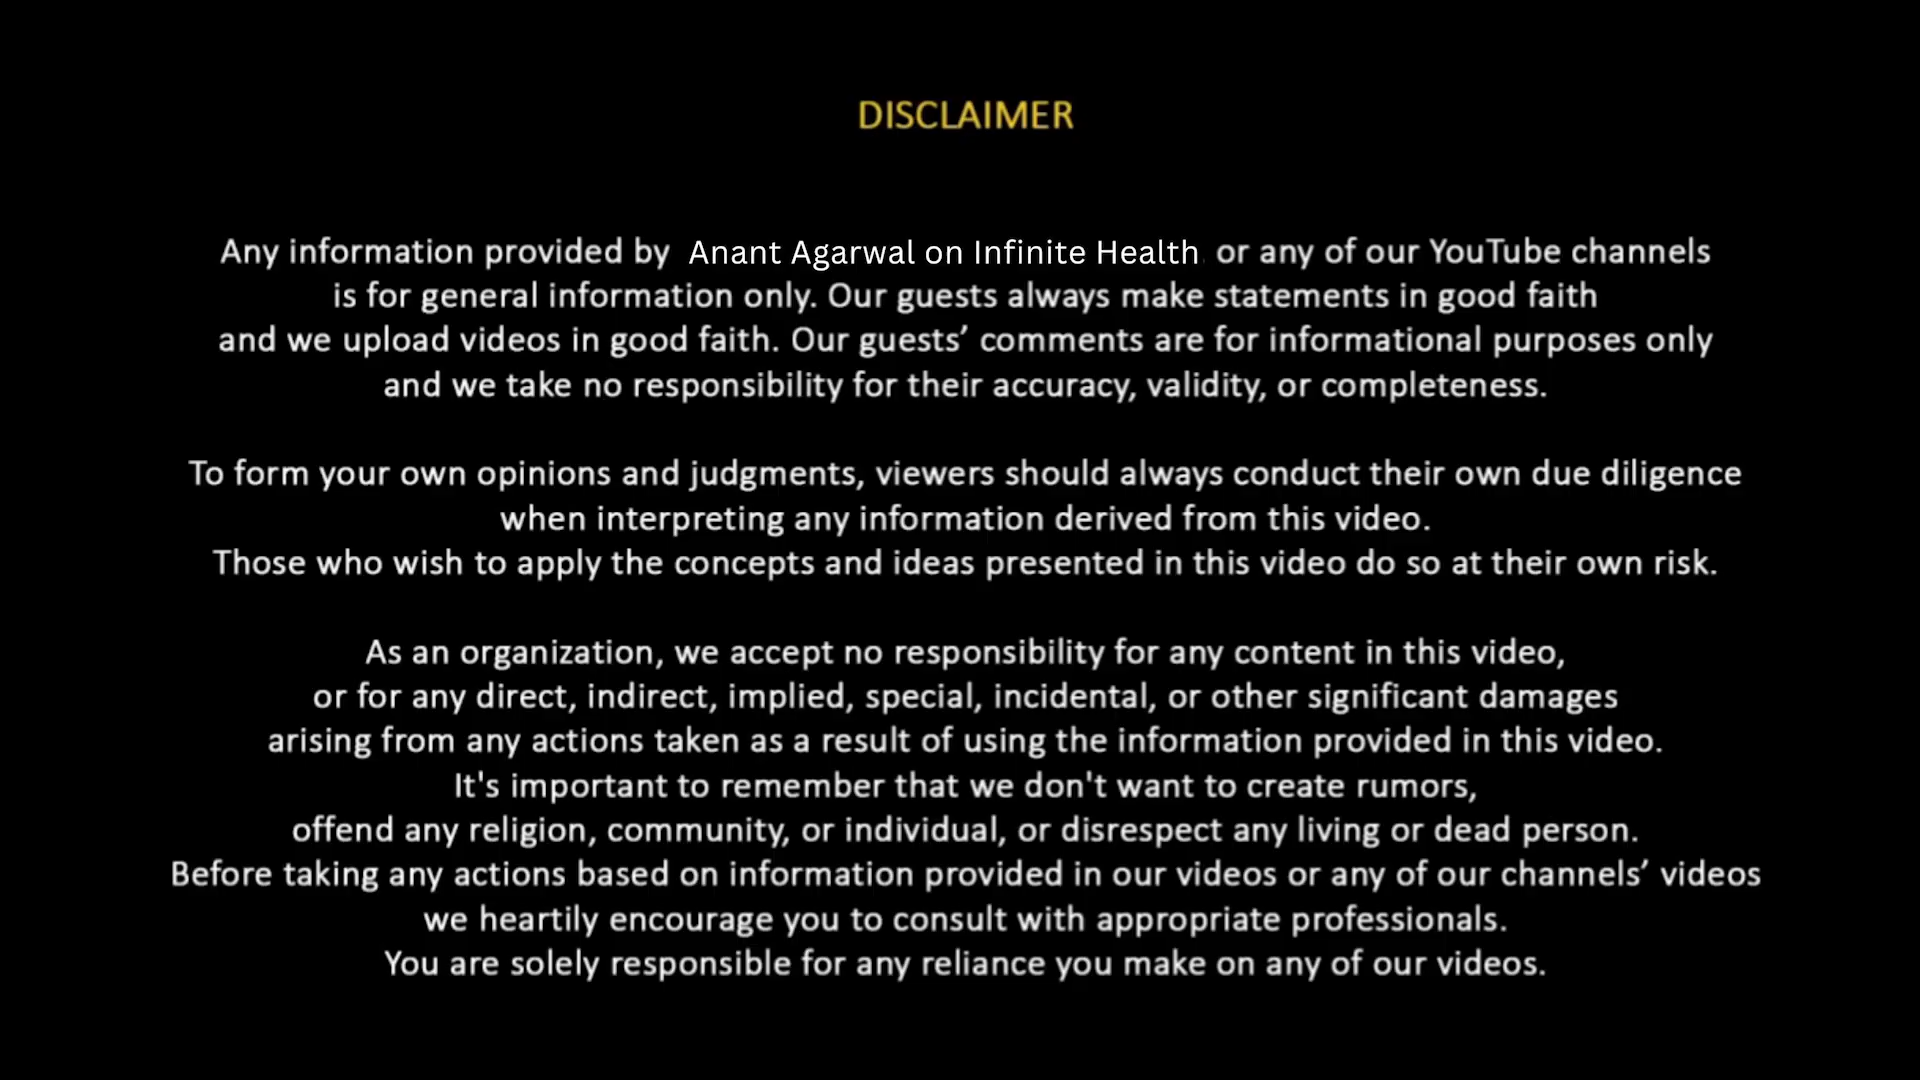 DISCLAIMER
Any information provided by Anant Agarwal on Infinite Health or any of our YouTube channels
is for general information only. Our guests always make statements in good faith
and we upload videos in good faith. Our guests’ comments are for informational purposes only
and we take no responsibility for their accuracy, validity, or completeness.
To form your own opinions and judgments, viewers should always conduct their own due diligence
when interpreting any information derived from this video.
Those who wish to apply the concepts and ideas presented in this video do so at their own risk.
As an organization, we accept no responsibility for any content in this video,
or for any direct, indirect, implied, special, incidental, or other significant damages
arising from any actions taken as a result of using the information provided in this video.
It's important to remember that we don't want to create rumors,
offend any religion, community, or individual, or disrespect any living or dead person.
Before taking any actions based on information provided in our videos or any of our channels’ videos
we heartily encourage you to consult with appropriate professionals.
You are solely responsible for any reliance you make on any of our videos.